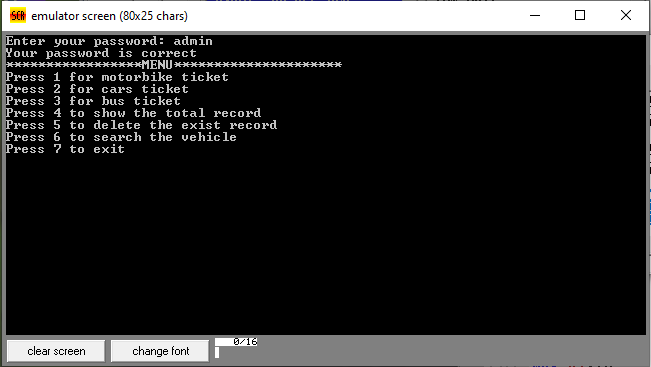 SCR emulator screen (80x25 chars)
Enter your password: admin
Your password is correct
*****************MENU*********************
Press 1 for motorbike ticket
Press 2 for cars ticket
Press 3 for bus ticket
Press 4 to show the total record
Press 5 to delete the exist record
Press 6 to search the vehicle
Press 7 to exit
clear screen change font 0/16